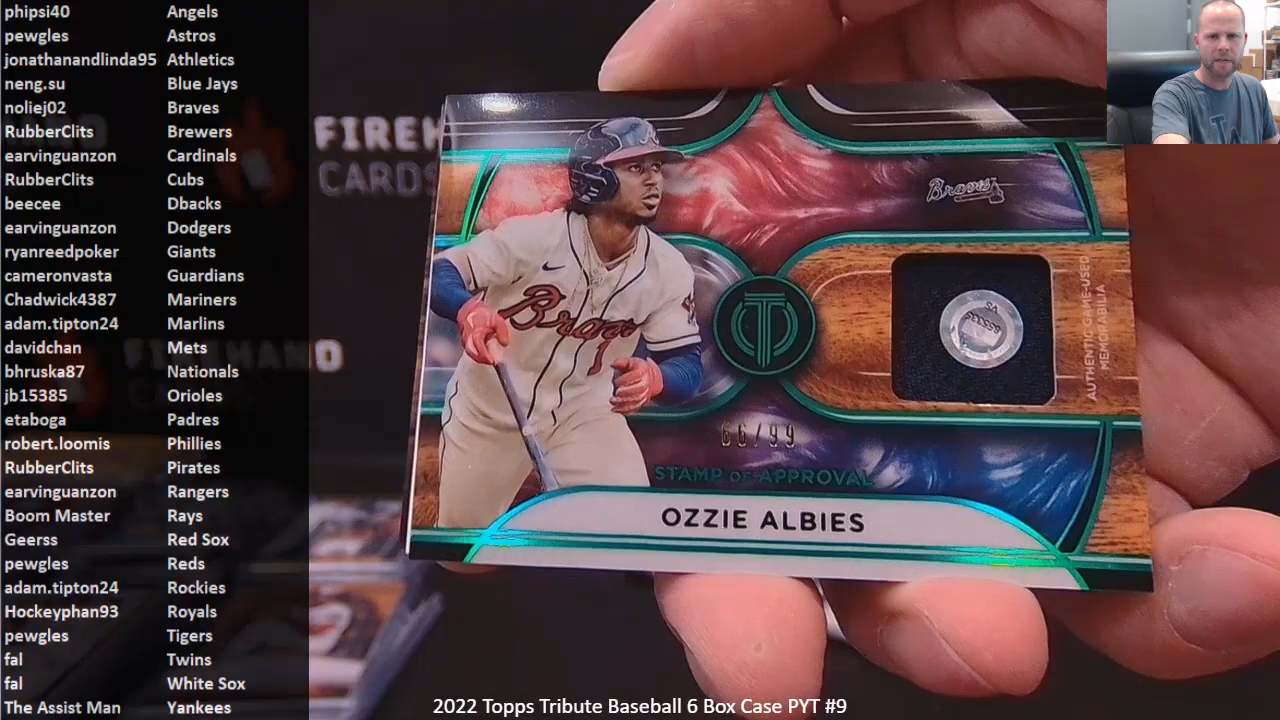 phipsi40 Angels
pewgles Astros
jonathanandlinda95 Athletics
neng.su Blue Jays
noliej02 Braves
RubberClits Brewers
earvinguanzon Cardinals
RubberClits Cubs
beecee Dbacks
earvinguanzon Dodgers
ryanreedpoker Giants
cameronvasta Guardians
Chadwick4387 Mariners
adam.tipton24 Marlins
davidchan Mets
bhruska87 Nationals
jb15385 Orioles
etaboga Padres
robert.loomis Phillies
RubberClits Pirates
earvinguanzon Rangers
Boom Master Rays
Geerss Red Sox
pewgles Reds
adam.tipton24 Rockies
Hockeyphan93 Royals
pewgles Tigers
fal Twins
fal White Sox
The Assist Man Yankees
CARDS
FIREHAND
Braves
Braves
1
AUTHENTIC GAME-USED
MEMORABILIA
66/99
STAMP OF APPROVAL
OZZIE ALBIES
2022 Topps Tribute Baseball 6 Box Case PYT #9